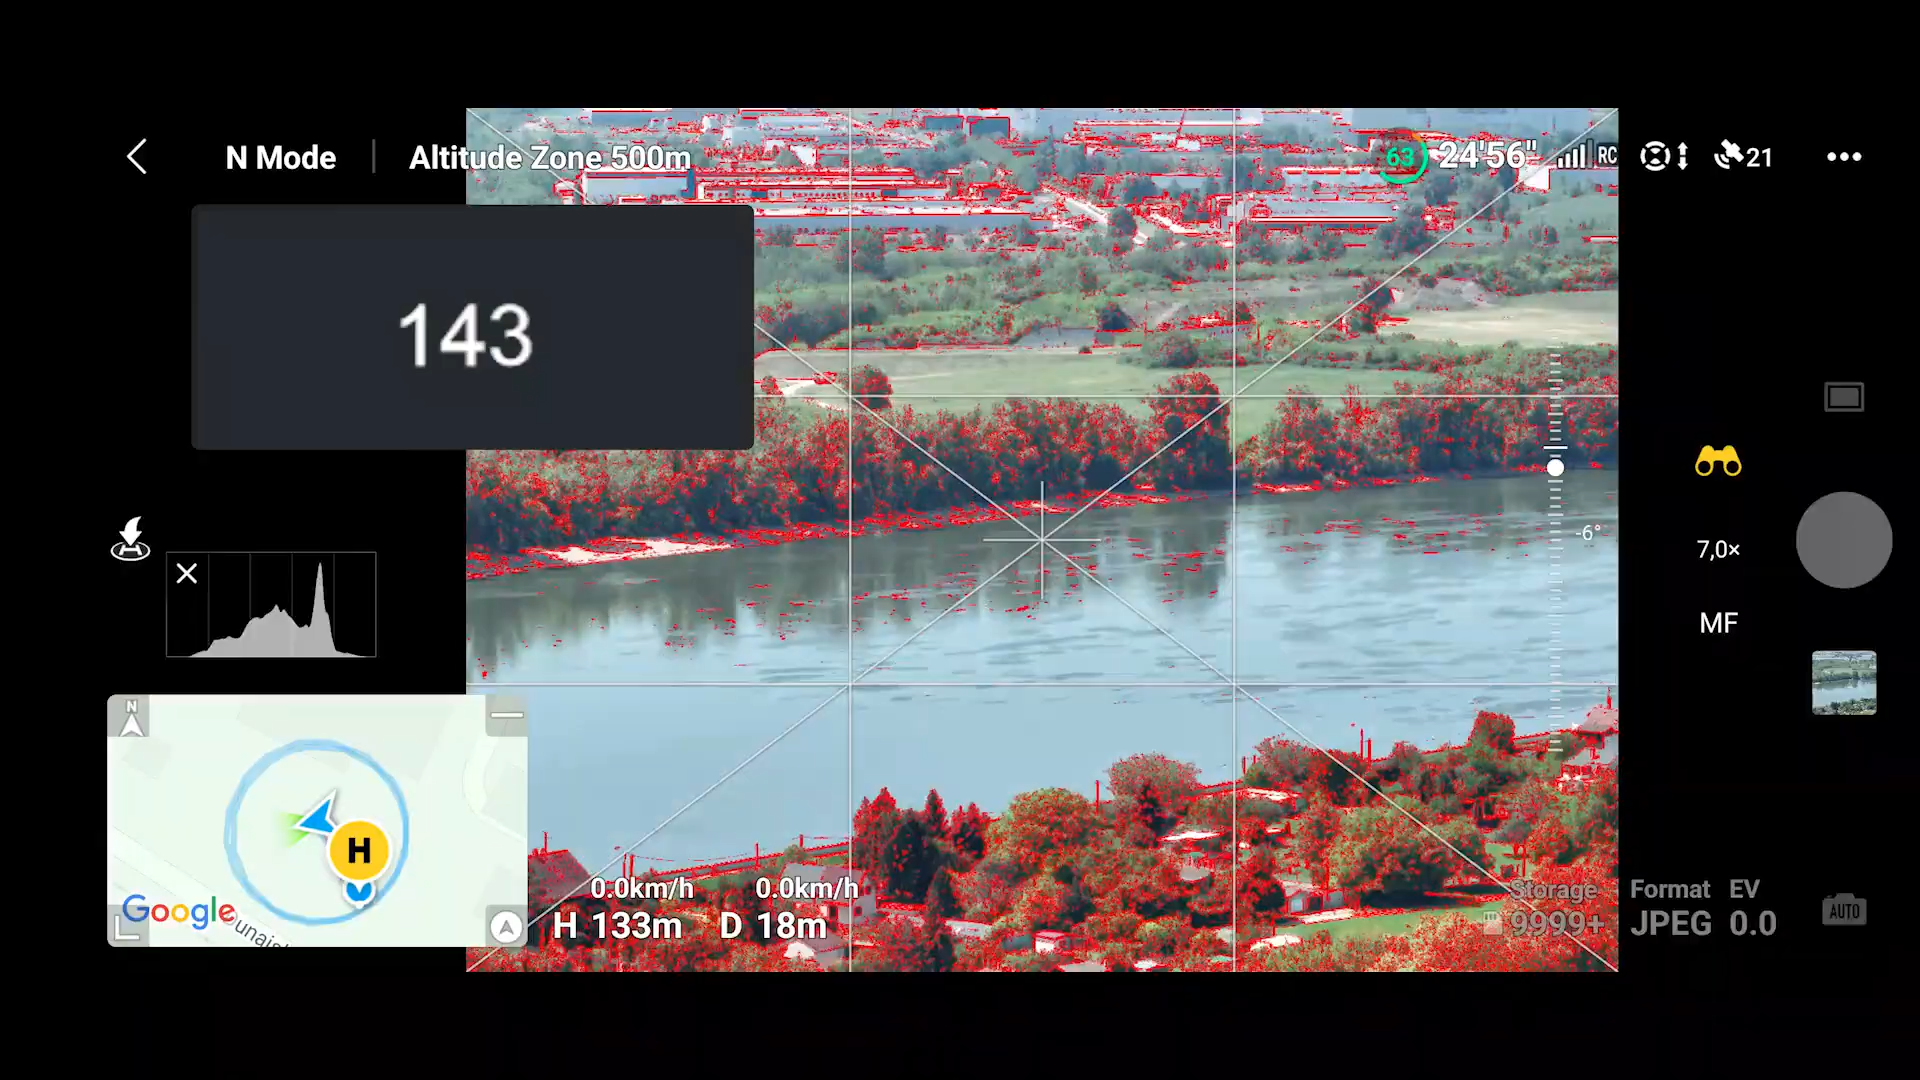 N Mode
Altitude Zone 500m
63
24'56"
RC
21
143
-6°
7,0×
MF
N
H
Google
0.0km/h 0.0km/h
H 133m D 18m
Storage
9999+
Format
JPEG
EV
0.0
AUTO